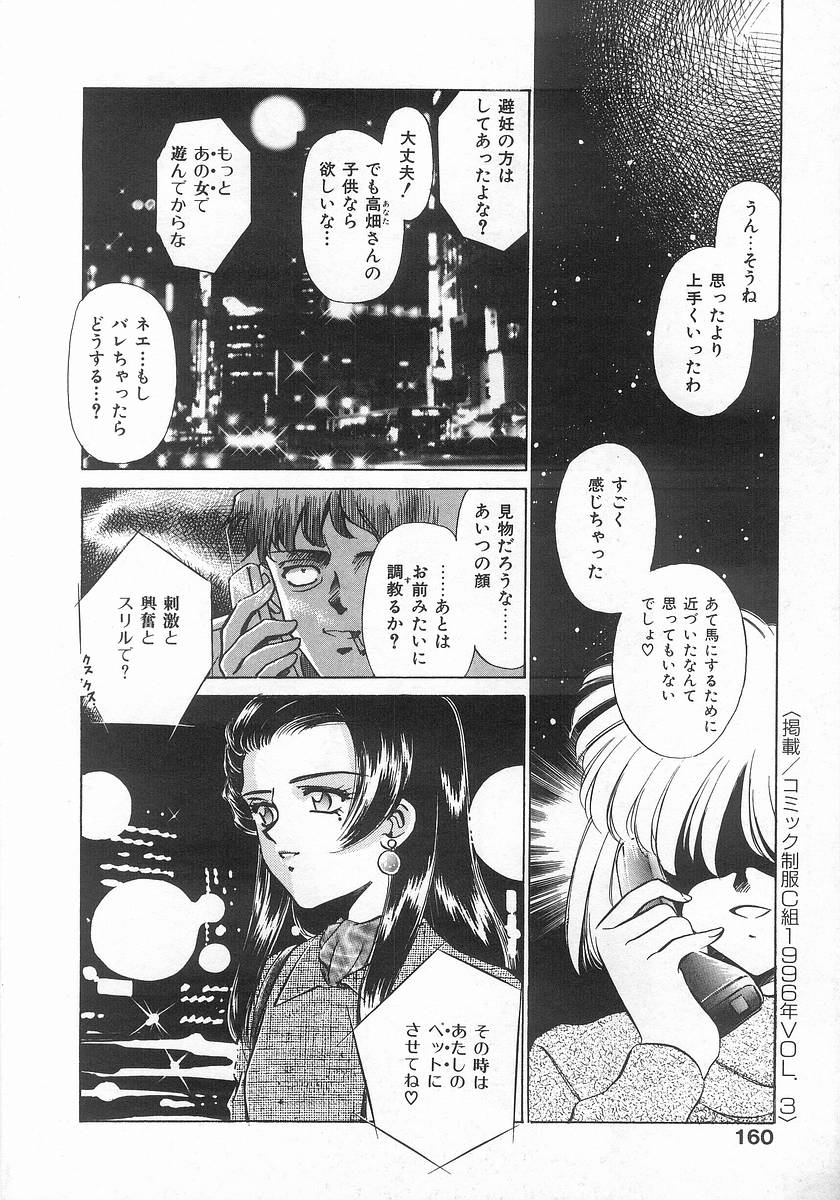 うん…そうね
思ったより
上手くいったわ
すごく
感じちゃった
あて馬にするために
近づいたなんて
思ってもいない
でしょ♡
避妊の方は
してあったよな？
大丈夫！
でも高畑さんの
あなた
子供なら
欲しいな…
もっと
あの女で
遊んでからな
ネエ…もし
バレちゃったら
どうする…？
見物だろうな……
あいつの顔
……あとは
お前みたいに
調教るか？
す
刺激と
興奮と
スリルで？
クスクス…
その時は
あたしの
ペットに
させてね♡
〈掲載／コミック制服C組1996年VOL．3〉
160